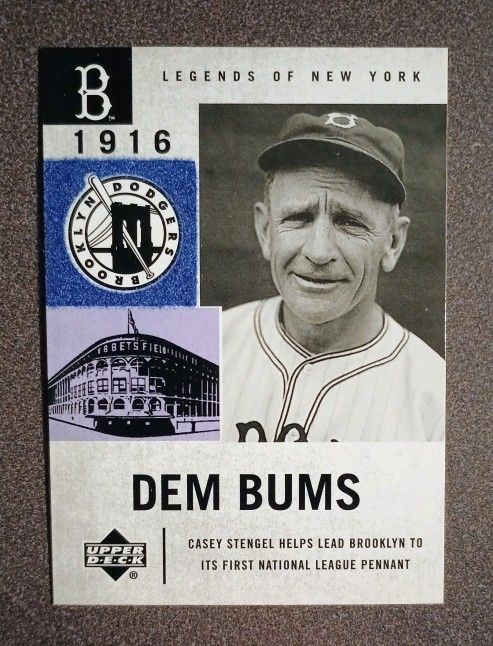 B™
LEGENDS OF NEW YORK
1916
BROOKLYN DODGERS
EBBETS FIELD
B
DEM BUMS
UPPER
DECK
®
CASEY STENGEL HELPS LEAD BROOKLYN TO
ITS FIRST NATIONAL LEAGUE PENNANT